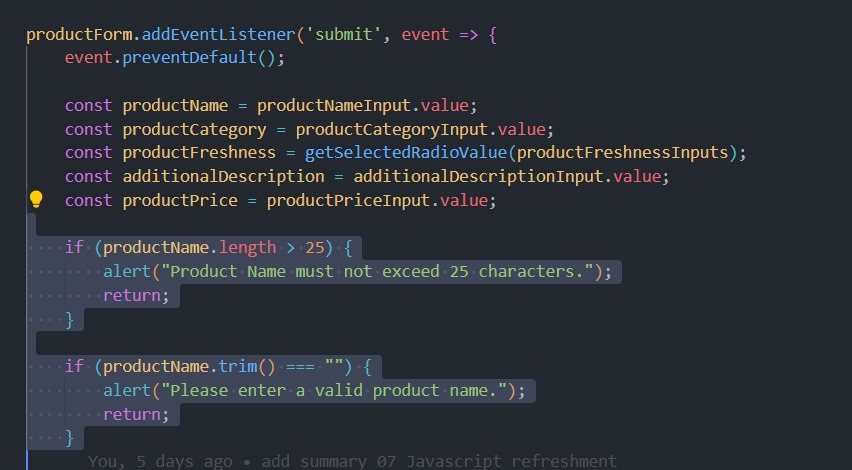 productForm.addEventListener('submit', event => {
event.preventDefault();
const productName = productNameInput.value;
const productCategory = productCategoryInput.value;
const productFreshness = getSelectedRadioValue(productFreshnessInputs);
const additionalDescription = additionalDescriptionInput.value;
const productPrice = productPriceInput.value;
if (productName.length > 25) {
alert("Product Name must not exceed 25 characters.");
return;
}
if (productName.trim() === "") {
alert("Please enter a valid product name.");
return;
}
You, 5 days ago • add summary 07 Javascript refreshment